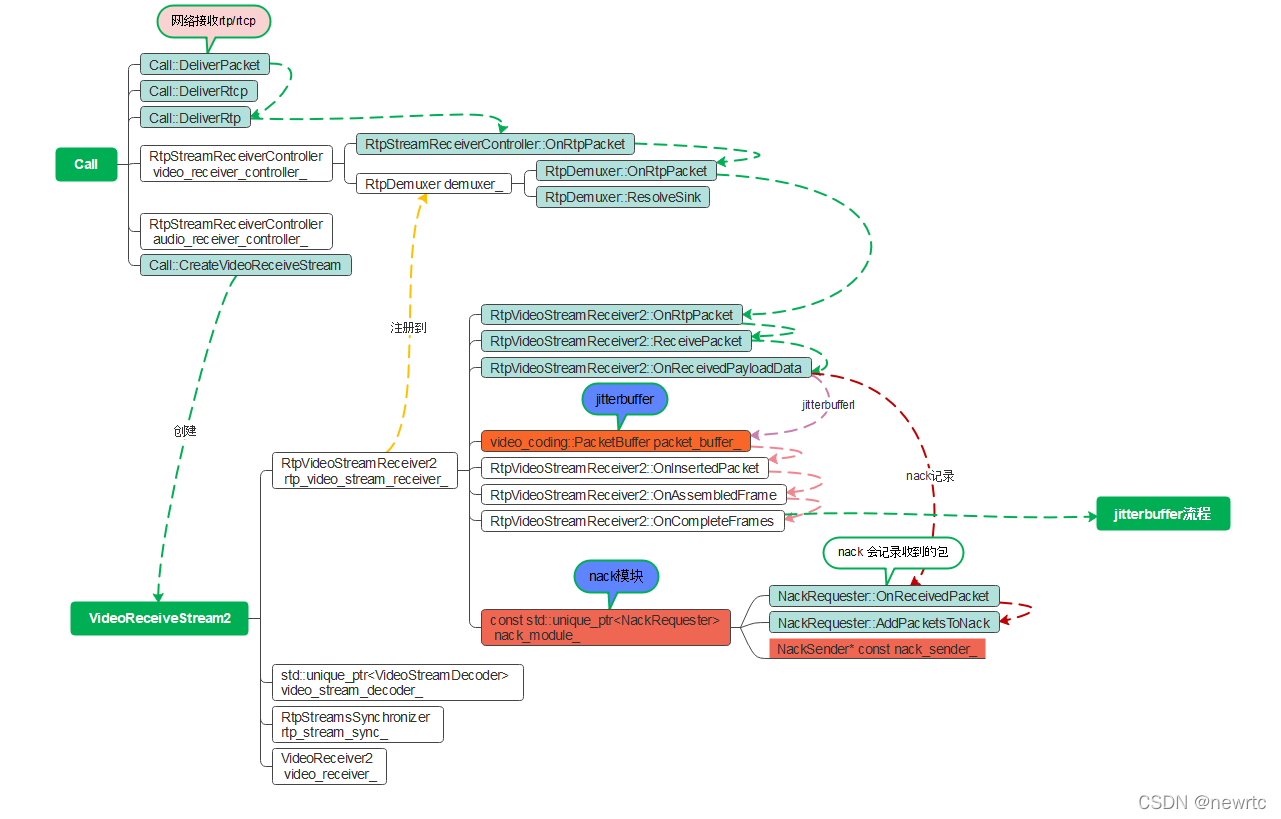 网络接收rtp/rtcp
Call::DeliverPacket
Call::DeliverRtcp
Call::DeliverRtp
Call
RtpStreamReceiverController
video_receiver_controller_
RtpStreamReceiverController::OnRtpPacket
RtpDemuxer demuxer_
RtpDemuxer::OnRtpPacket
RtpDemuxer::ResolveSink
RtpStreamReceiverController
audio_receiver_controller_
Call::CreateVideoReceiveStream
注册到
创建
RtpVideoStreamReceiver2::OnRtpPacket
RtpVideoStreamReceiver2::ReceivePacket
RtpVideoStreamReceiver2::OnReceivedPayloadData
jitterbuffer
jitterbufferl
video_coding::PacketBuffer packet_buffer_
RtpVideoStreamReceiver2
rtp_video_stream_receiver_
RtpVideoStreamReceiver2::OnInsertedPacket
nack记录
RtpVideoStreamReceiver2::OnAssembledFrame
RtpVideoStreamReceiver2::OnCompleteFrames
jitterbuffer流程
nack 会记录收到的包
nack模块
VideoReceiveStream2
const std::unique_ptr<NackRequester>
nack_module_
NackRequester::OnReceivedPacket
NackRequester::AddPacketsToNack
NackSender* const nack_sender_
std::unique_ptr<VideoStreamDecoder>
video_stream_decoder_
RtpStreamsSynchronizer
rtp_stream_sync_
VideoReceiver2
video_receiver_
CSDN @newrtc